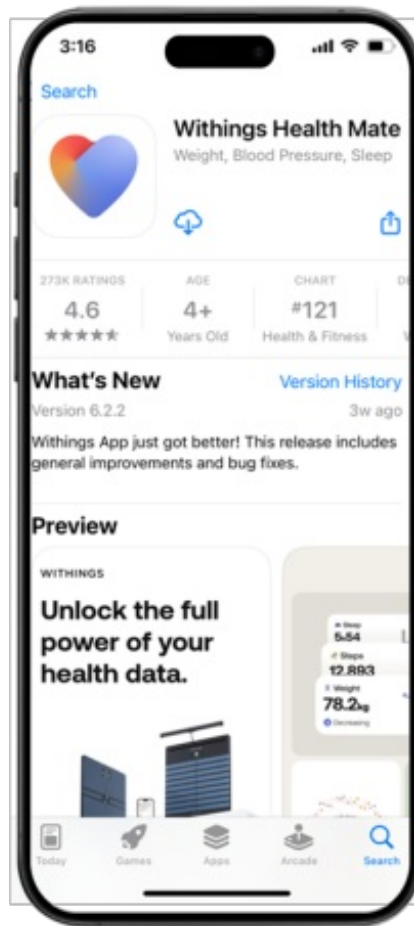 3:16
Search
Withings Health Mate
Weight, Blood Pressure, Sleep
273K RATINGS
AGE
CHART
4.6
4+
#121
Years Old
Health & Fitness
What's New
Version History
Version 6.2.2
3w ago
Withings App just got better! This release includes
general improvements and bug fixes.
Preview
WITHINGS
Unlock the full
power of your
health data.
Sleep
5:54
Steps
12,893
Weight
78.2kg
Decreasing
Today
Games
Apps
Arcade
Search